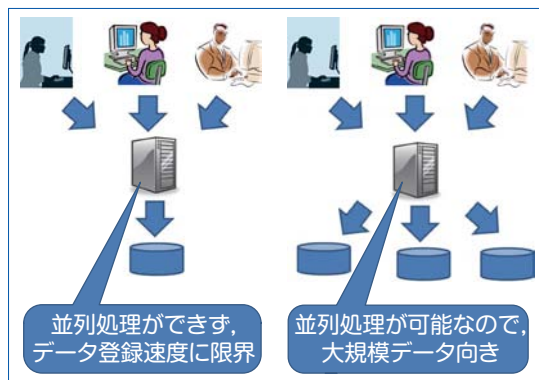 並列処理ができず,
データ登録速度に限界
並列処理が可能なので,
大規模データ向き